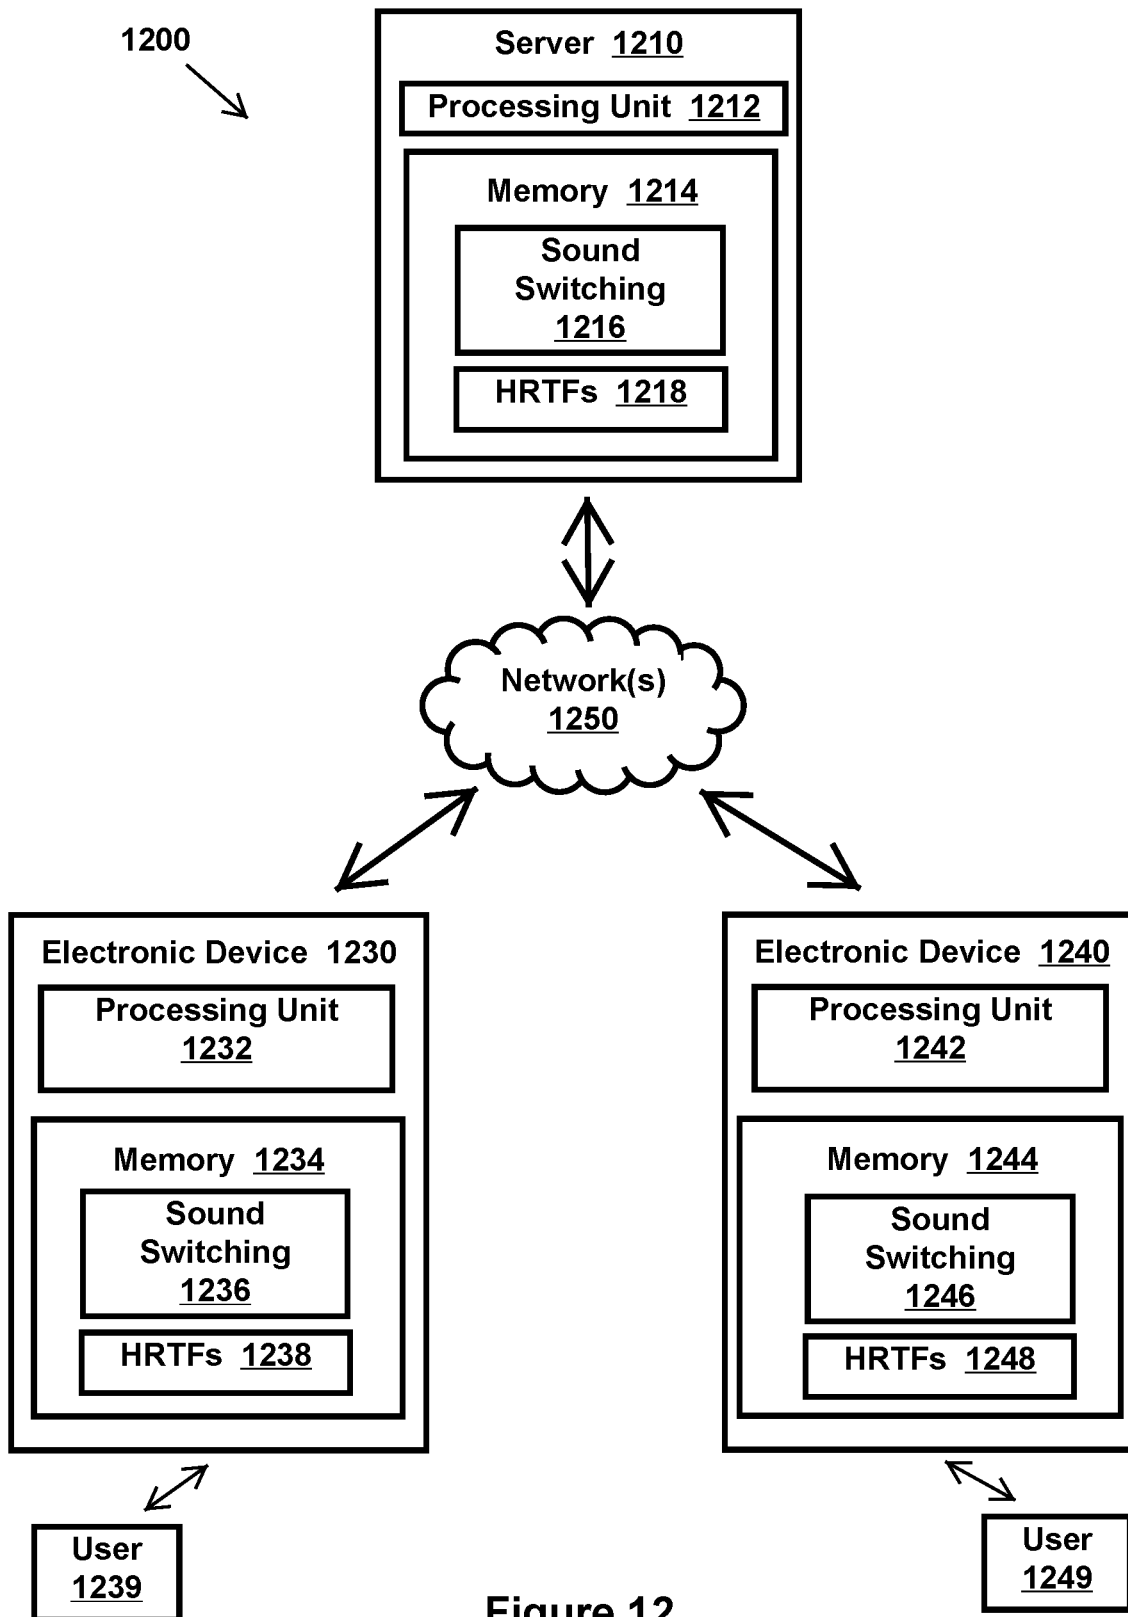 1200
Server 1210
Processing Unit 1212
Memory 1214
Sound
Switching
1216
HRTFs 1218
Network(s)
1250
Electronic Device 1230
Processing Unit
1232
Memory 1234
Sound
Switching
1236
HRTFs 1238
User
1239
Electronic Device 1240
Processing Unit
1242
Memory 1244
Sound
Switching
1246
HRTFs 1248
User
1249
Figure 12